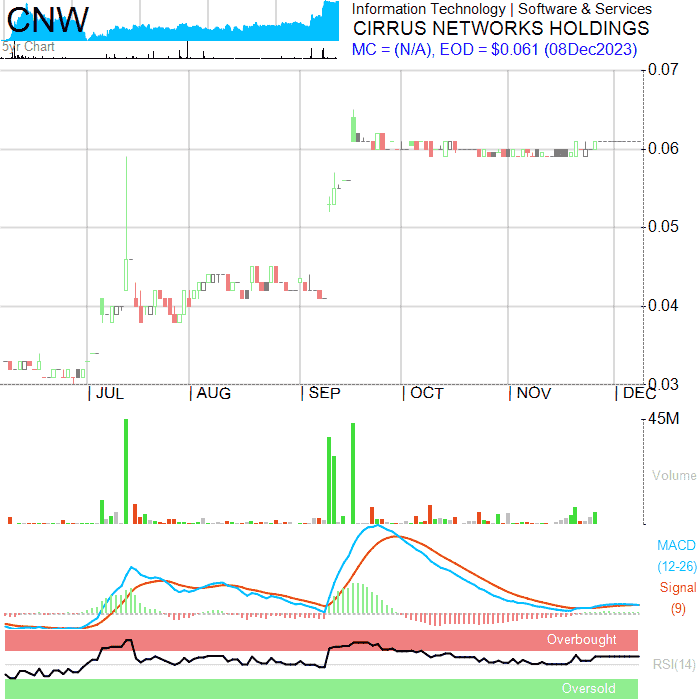 CNW
Information Technology | Software & Services
CIRRUS NETWORKS HOLDINGS
5yr Chart
MC = (N/A), EOD = $0.061 (08Dec2023)
0.07
0.06
0.05
0.04
0.03
JUL AUG SEP OCT NOV DEC
45M
Volume
MACD
(12-26)
Signal
(9)
Overbought
RSI(14)
Oversold